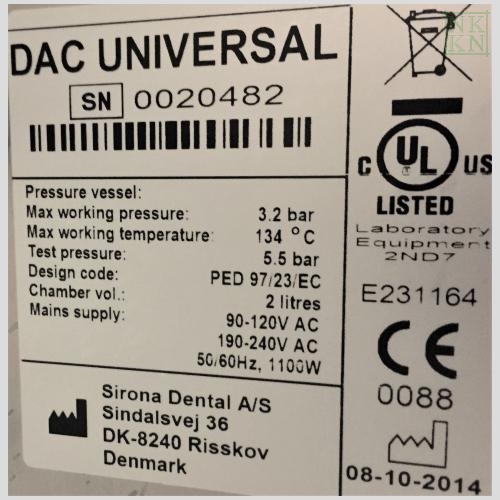 DAC UNIVERSAL
SN 0020482
Pressure vessel:
Max working pressure: 3.2 bar
Max working temperature: 134 °C
Test pressure: 5.5 bar
Design code: PED 97/23/EC
Chamber vol.: 2 litres
Mains supply: 90-120V AC
190-240V AC
50/60Hz, 1100W
Sirona Dental A/S
Sindalsvej 36
DK-8240 Risskov
Denmark
C UL US
LISTED
Laboratory
Equipment
2ND7
E231164
CE
0088
08-10-2014
NK
KN